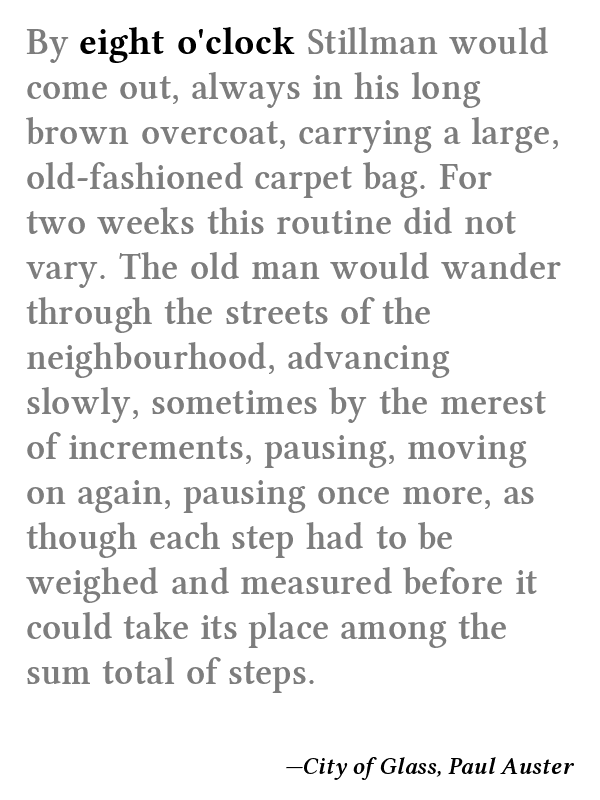 By eight o'clock Stillman would
come out, always in his long
brown overcoat, carrying a large,
old-fashioned carpet bag. For
two weeks this routine did not
vary. The old man would wander
through the streets of the
neighbourhood, advancing
slowly, sometimes by the merest
of increments, pausing, moving
on again, pausing once more, as
though each step had to be
weighed and measured before it
could take its place among the
sum total of steps.
—City of Glass, Paul Auster